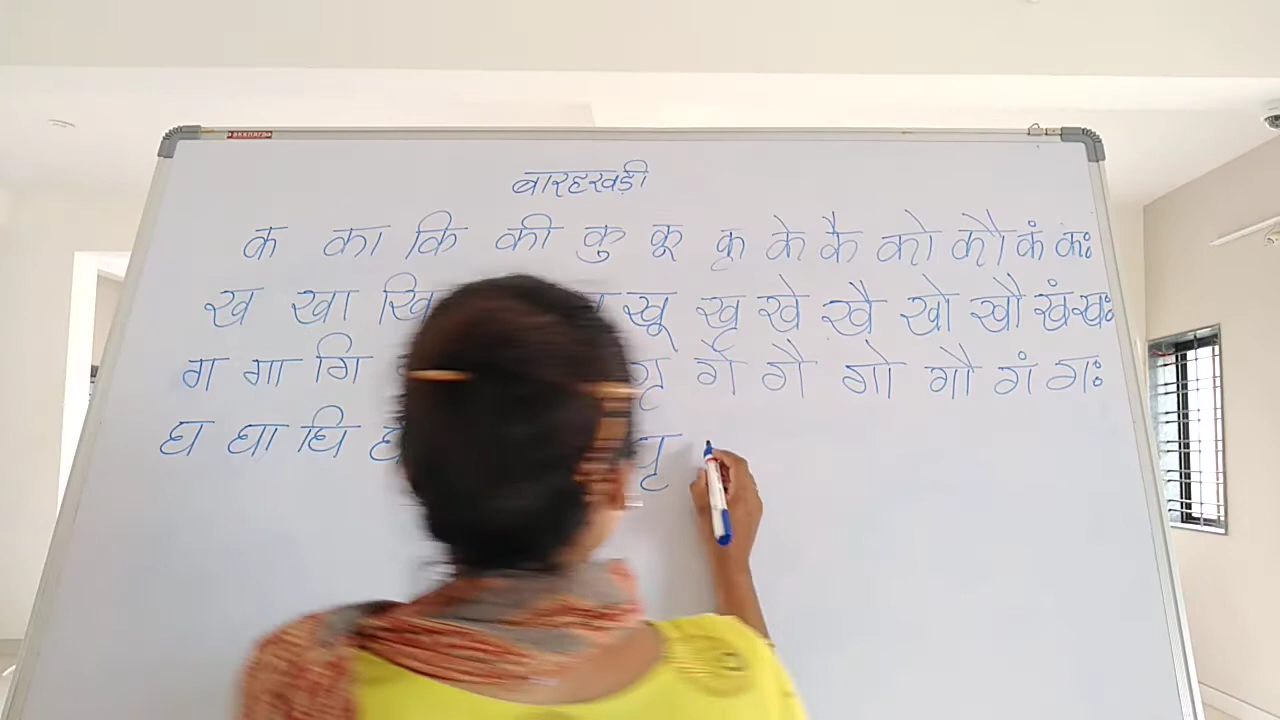 बारहखड़ी
क का कि की कु कू कृ के कै को कौ कं कः
ख खा खि खू खृ खे खै खो खौ खं खः
ग गा गि गृ गे गै गो गौ गं गः
घ घा घि घृ